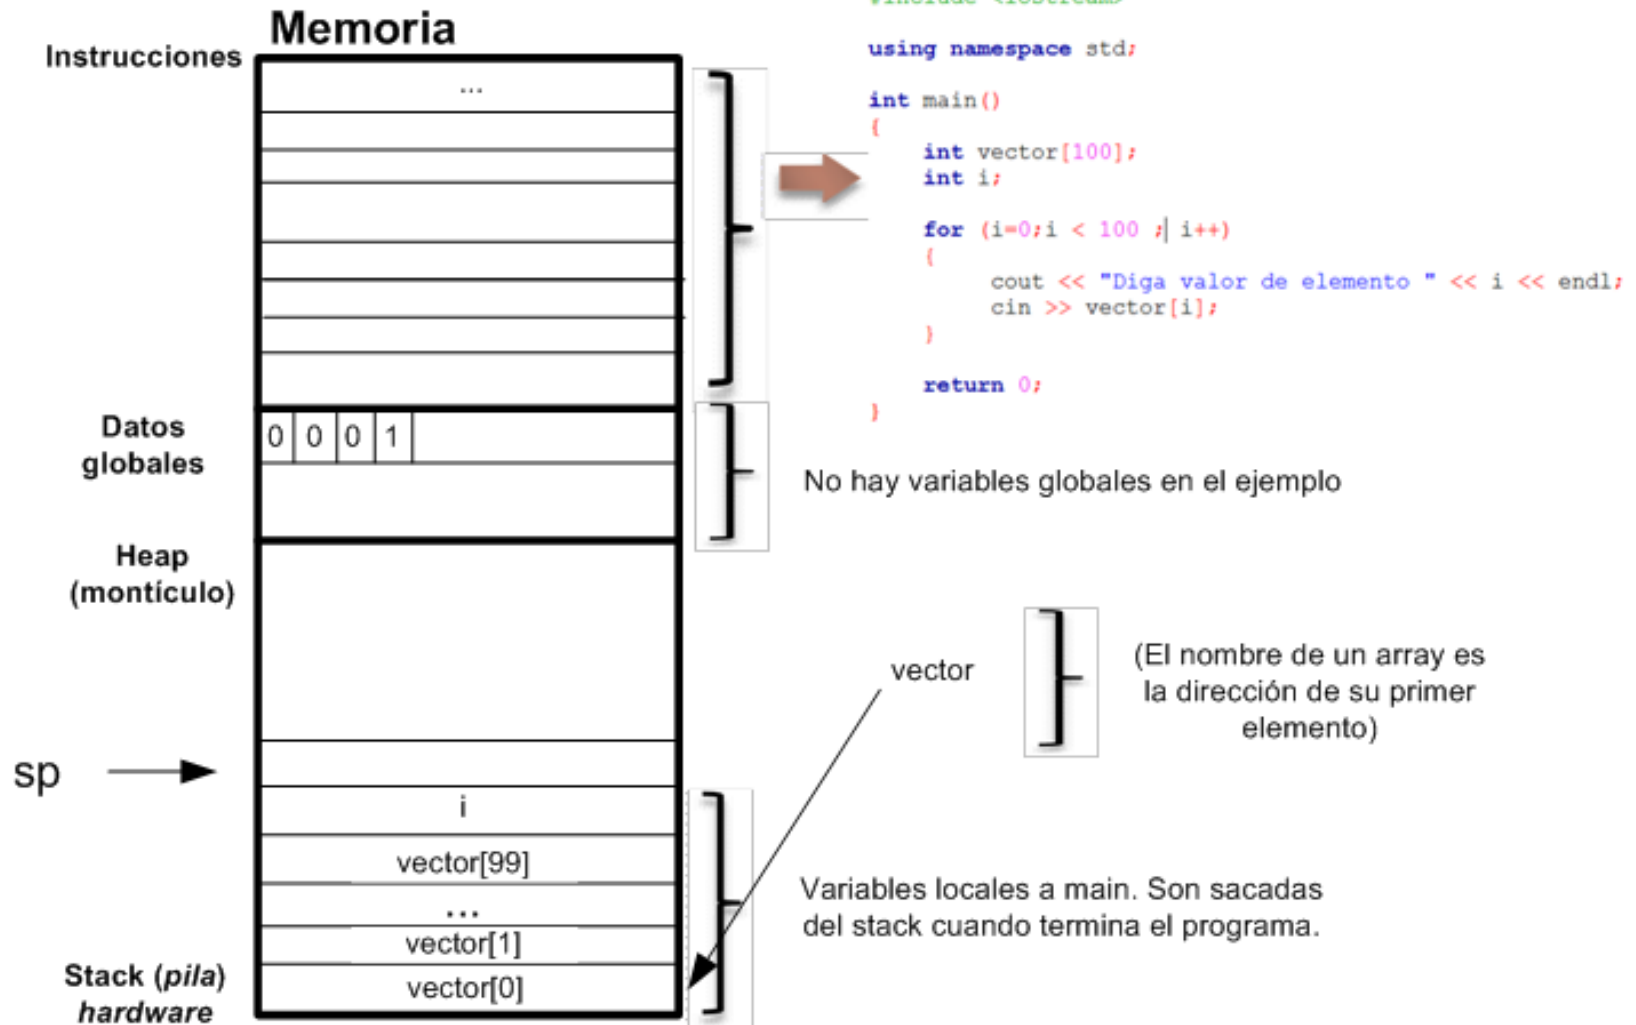 Memoria
Instrucciones
...
#include <iostream>
using namespace std;
int main()
{
int vector[100];
int i;
for (i=0;i < 100 ; i++)
{
cout << "Diga valor de elemento " << i << endl;
cin >> vector[i];
}
return 0;
}
Datos
globales
0 0 0 1
No hay variables globales en el ejemplo
Heap
(montículo)
vector
(El nombre de un array es
la dirección de su primer
elemento)
sp
i
vector[99]
...
vector[1]
vector[0]
Variables locales a main. Son sacadas
del stack cuando termina el programa.
Stack (pila)
hardware